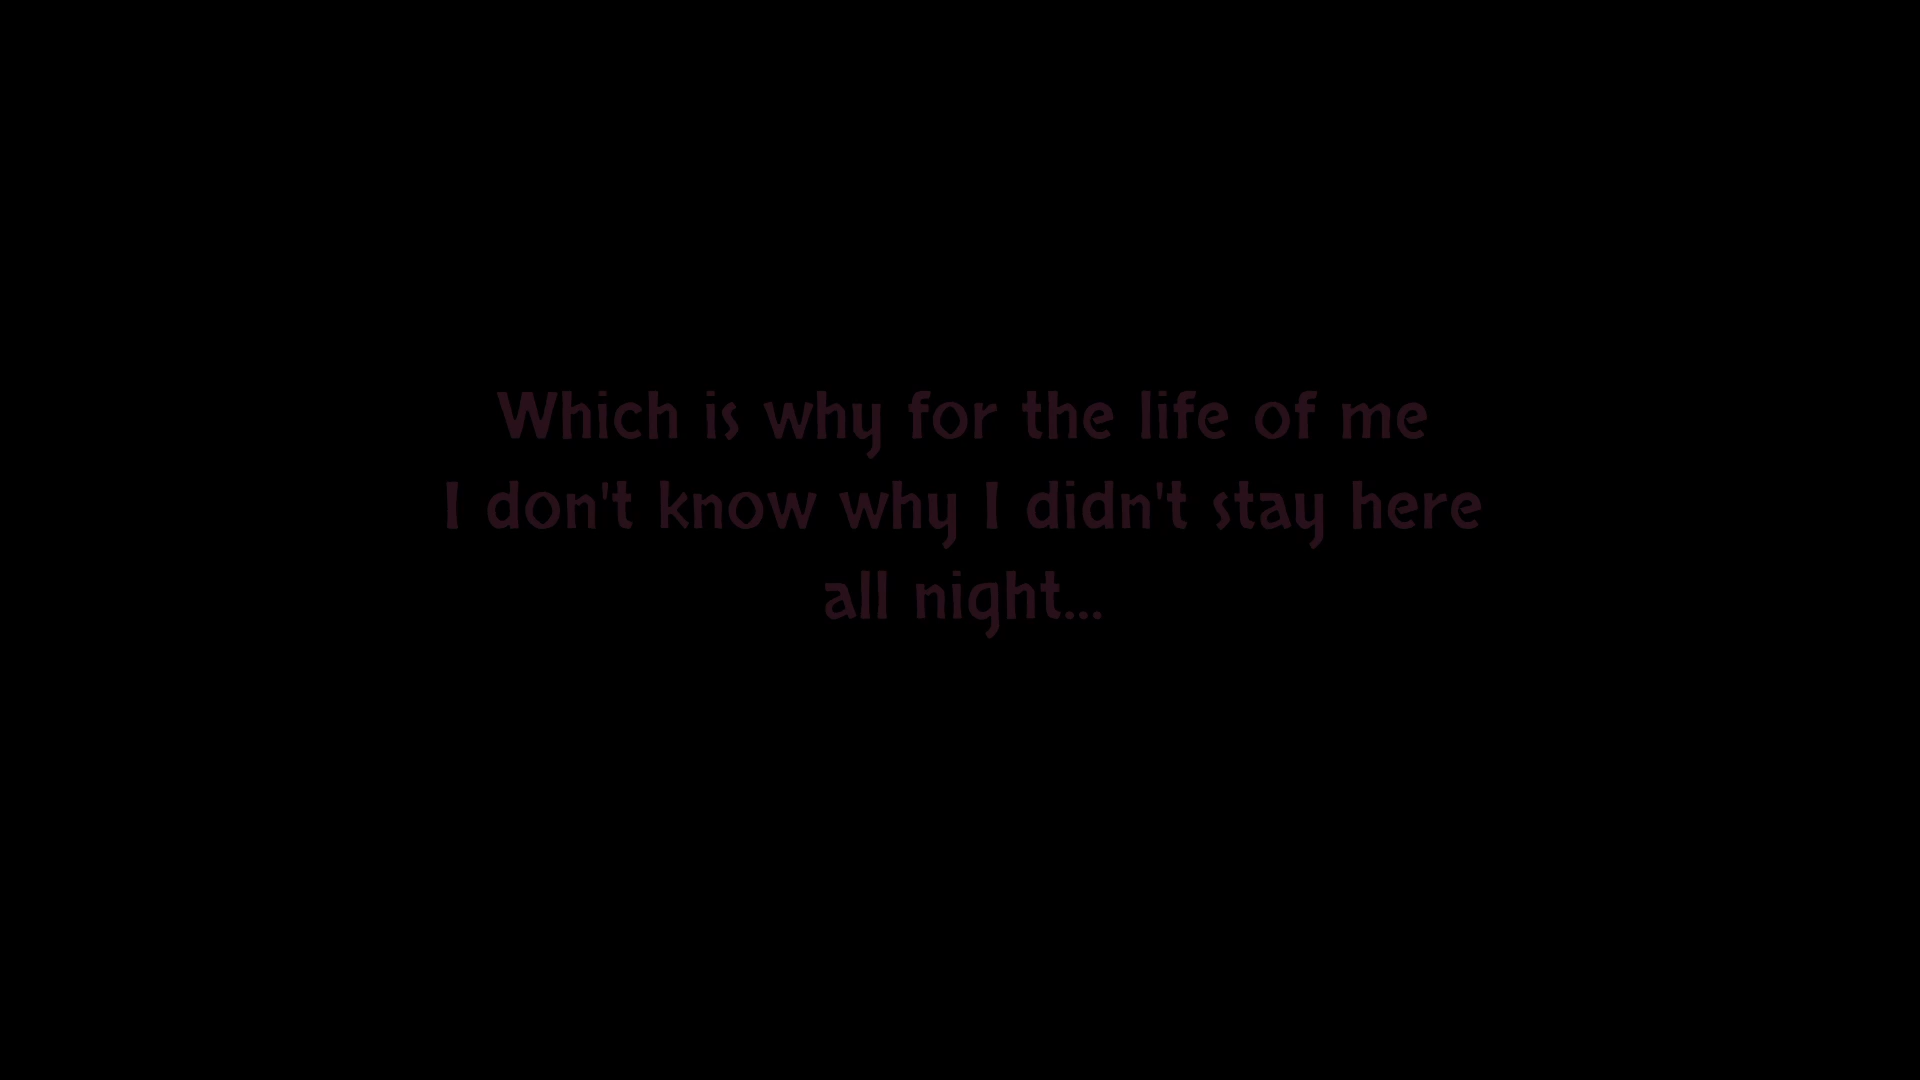 Which is why for the life of me
I don't know why I didn't stay here
all night...